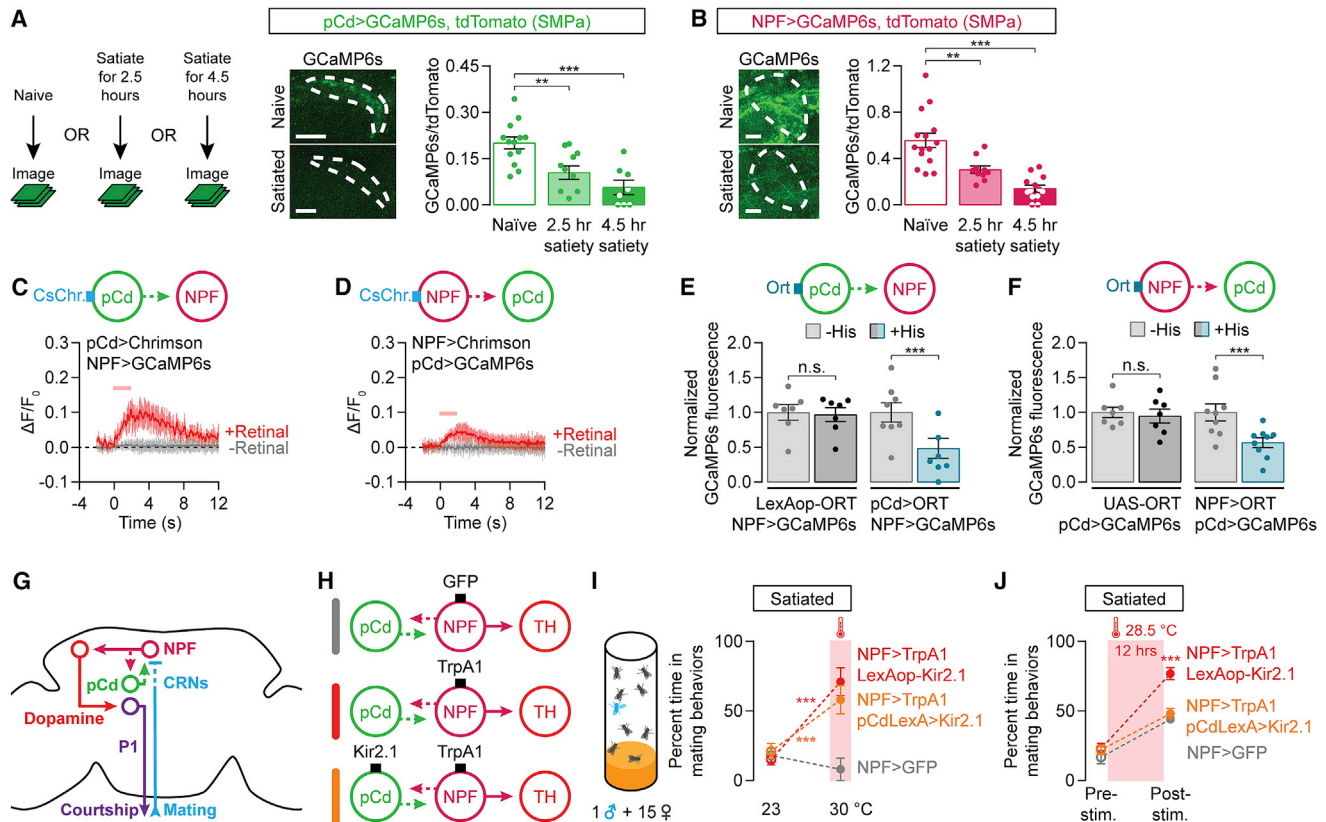 A
pCd>GCaMP6s, tdTomato (SMPa)
Naive
OR
Satiate
for 2.5
hours
OR
Satiate
for 4.5
hours
Image
Image
Image
GCaMP6s
Naive
Satiated
GCaMP6s/tdTomato
0.45
0.30
0.15
0.00
**
***
Naïve
2.5 hr
satiety
4.5 hr
satiety
B
NPF>GCaMP6s, tdTomato (SMPa)
GCaMP6s
Naive
Satiated
GCaMP6s/tdTomato
1.2
0.8
0.4
0.0
**
***
Naïve
2.5 hr
satiety
4.5 hr
satiety
C
CsChr.
pCd
NPF
pCd>Chrimson
NPF>GCaMP6s
ΔF/F0
0.3
0.2
0.1
0.0
-0.1
+Retinal
-Retinal
-4 0 4 8 12
Time (s)
D
CsChr.
NPF
pCd
NPF>Chrimson
pCd>GCaMP6s
0.3
0.2
0.1
0.0
-0.1
+Retinal
-Retinal
-4 0 4 8 12
Time (s)
E
Ort
pCd
NPF
-His
+His
Normalized
GCaMP6s fluorescence
2.0
1.5
1.0
0.5
0.0
n.s.
***
LexAop-ORT
NPF>GCaMP6s
pCd>ORT
NPF>GCaMP6s
F
Ort
NPF
pCd
-His
+His
Normalized
GCaMP6s fluorescence
2.0
1.5
1.0
0.5
0.0
n.s.
***
UAS-ORT
pCd>GCaMP6s
NPF>ORT
pCd>GCaMP6s
G
NPF
pCd
CRNs
Dopamine
P1
Courtship
Mating
H
GFP
pCd
NPF
TH
TrpA1
pCd
NPF
TH
Kir2.1
TrpA1
pCd
NPF
TH
I
1 ♂ + 15 ♀
Satiated
Percent time in
mating behaviors
100
50
0
***
***
NPF>TrpA1
LexAop-Kir2.1
NPF>TrpA1
pCdLexA>Kir2.1
NPF>GFP
23
30 °C
J
Satiated
28.5 °C
12 hrs
Percent time in
mating behaviors
100
50
0
***
NPF>TrpA1
LexAop-Kir2.1
NPF>TrpA1
pCdLexA>Kir2.1
NPF>GFP
Pre-
stim.
Post-
stim.